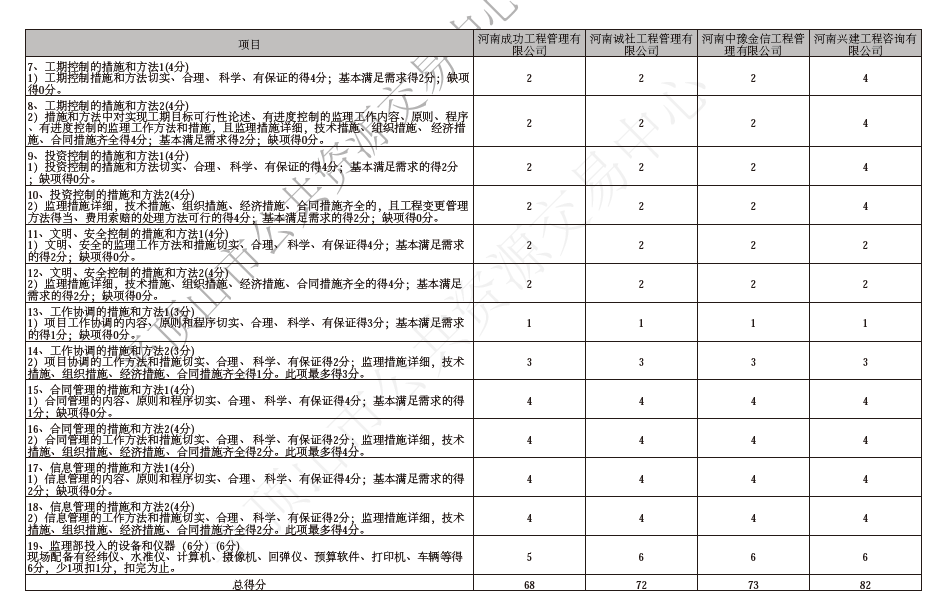 项目 河南成功工程管理有 河南诚社工程管理有 河南中豫金信工程管 河南兴建工程咨询有
限公司 限公司 理有限公司 限公司
7、工期控制的措施和方法1(4分)
1）工期控制措施和方法切实、合理、 科学、有保证的得4分；基本满足需求得2分；缺项 2 2 2 4
得0分。
8、工期控制的措施和方法2(4分)
2）措施和方法中对实现工期目标可行性论述、有进度控制的监理工作内容、原则、程序
、有进度控制的监理工作方法和措施，且监理措施详细，技术措施、组织措施、 经济措 2 2 2 4
施、合同措施齐全得4分；基本满足需求得2分；缺项得0分。
9、投资控制的措施和方法1(4分)
1）投资控制的措施和方法切实、合理、 科学、有保证的得4分；基本满足需求的得2分 2 2 2 4
；缺项得0分。
10、投资控制的措施和方法2(4分)
2）监理措施详细，技术措施、组织措施、经济措施、合同措施齐全的，且工程变更管理 2 2 2 4
方法得当、费用索赔的处理方法可行的得4分；基本满足需求的得2分；缺项得0分。
11、文明、安全控制的措施和方法1(4分)
1）文明、安全的监理工作方法和措施切实、合理、 科学、有保证得4分；基本满足需求 2 2 2 2
的得2分；缺项得0分。
12、文明、安全控制的措施和方法2(4分)
2）监理措施详细，技术措施、组织措施、经济措施、合同措施齐全的得4分；基本满足 2 2 2 2
需求的得2分；缺项得0分。
13、工作协调的措施和方法1(3分)
1）项目工作协调的内容、原则和程序切实、合理、 科学、有保证得3分；基本满足需求 1 1 1 1
的得1分；缺项得0分。
14、工作协调的措施和方法2(3分)
2）项目协调的工作方法和措施切实、合理、 科学、有保证得2分；监理措施详细，技术 3 3 3 3
措施、组织措施、经济措施、合同措施齐全得1分。此项最多得3分。
15、合同管理的措施和方法1(4分)
1）合同管理的内容、原则和程序切实、合理、 科学、有保证得4分；基本满足需求的得 4 4 4 4
1分；缺项得0分。
16、合同管理的措施和方法2(4分)
2）合同管理的工作方法和措施切实、合理、 科学、有保证得2分；监理措施详细，技术 4 4 4 4
措施、组织措施、经济措施、合同措施齐全得2分。此项最多得4分。
17、信息管理的措施和方法1(4分)
1）信息管理的内容、原则和程序切实、合理、 科学、有保证得4分；基本满足需求的得 4 4 4 4
2分；缺项得0分。
18、信息管理的措施和方法2(4分)
2）信息管理的工作方法和措施切实、合理、 科学、有保证得2分；监理措施详细，技术 4 4 4 4
措施、组织措施、经济措施、合同措施齐全得2分。此项最多得4分。
19、监理部投入的设备和仪器（6分）(6分)
现场配备有经纬仪、水准仪、计算机、摄像机、回弹仪、预算软件、打印机、车辆等得 5 6 6 6
6分，少1项扣1分，扣完为止。
总得分 68 72 73 82
顶山市公共资源交易中心
顶山市公共资源交易中心